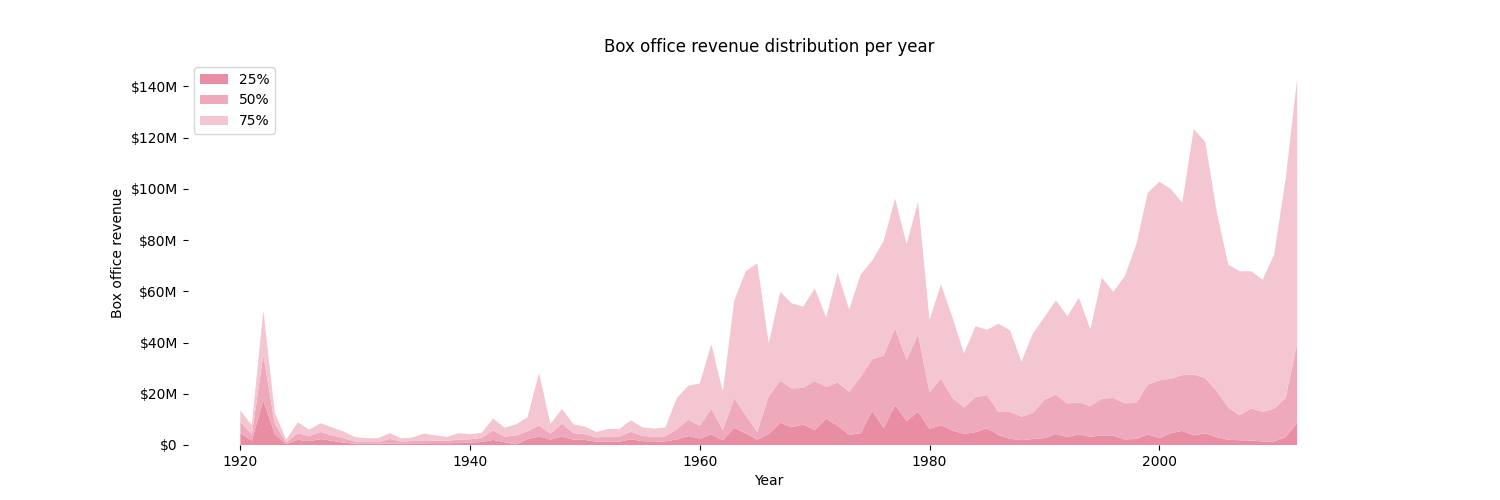 Box office revenue distribution per year
25%
50%
75%
$140M
$120M
$100M
$80M
$60M
$40M
$20M
$0
Box office revenue
1920 1940 1960 1980 2000
Year